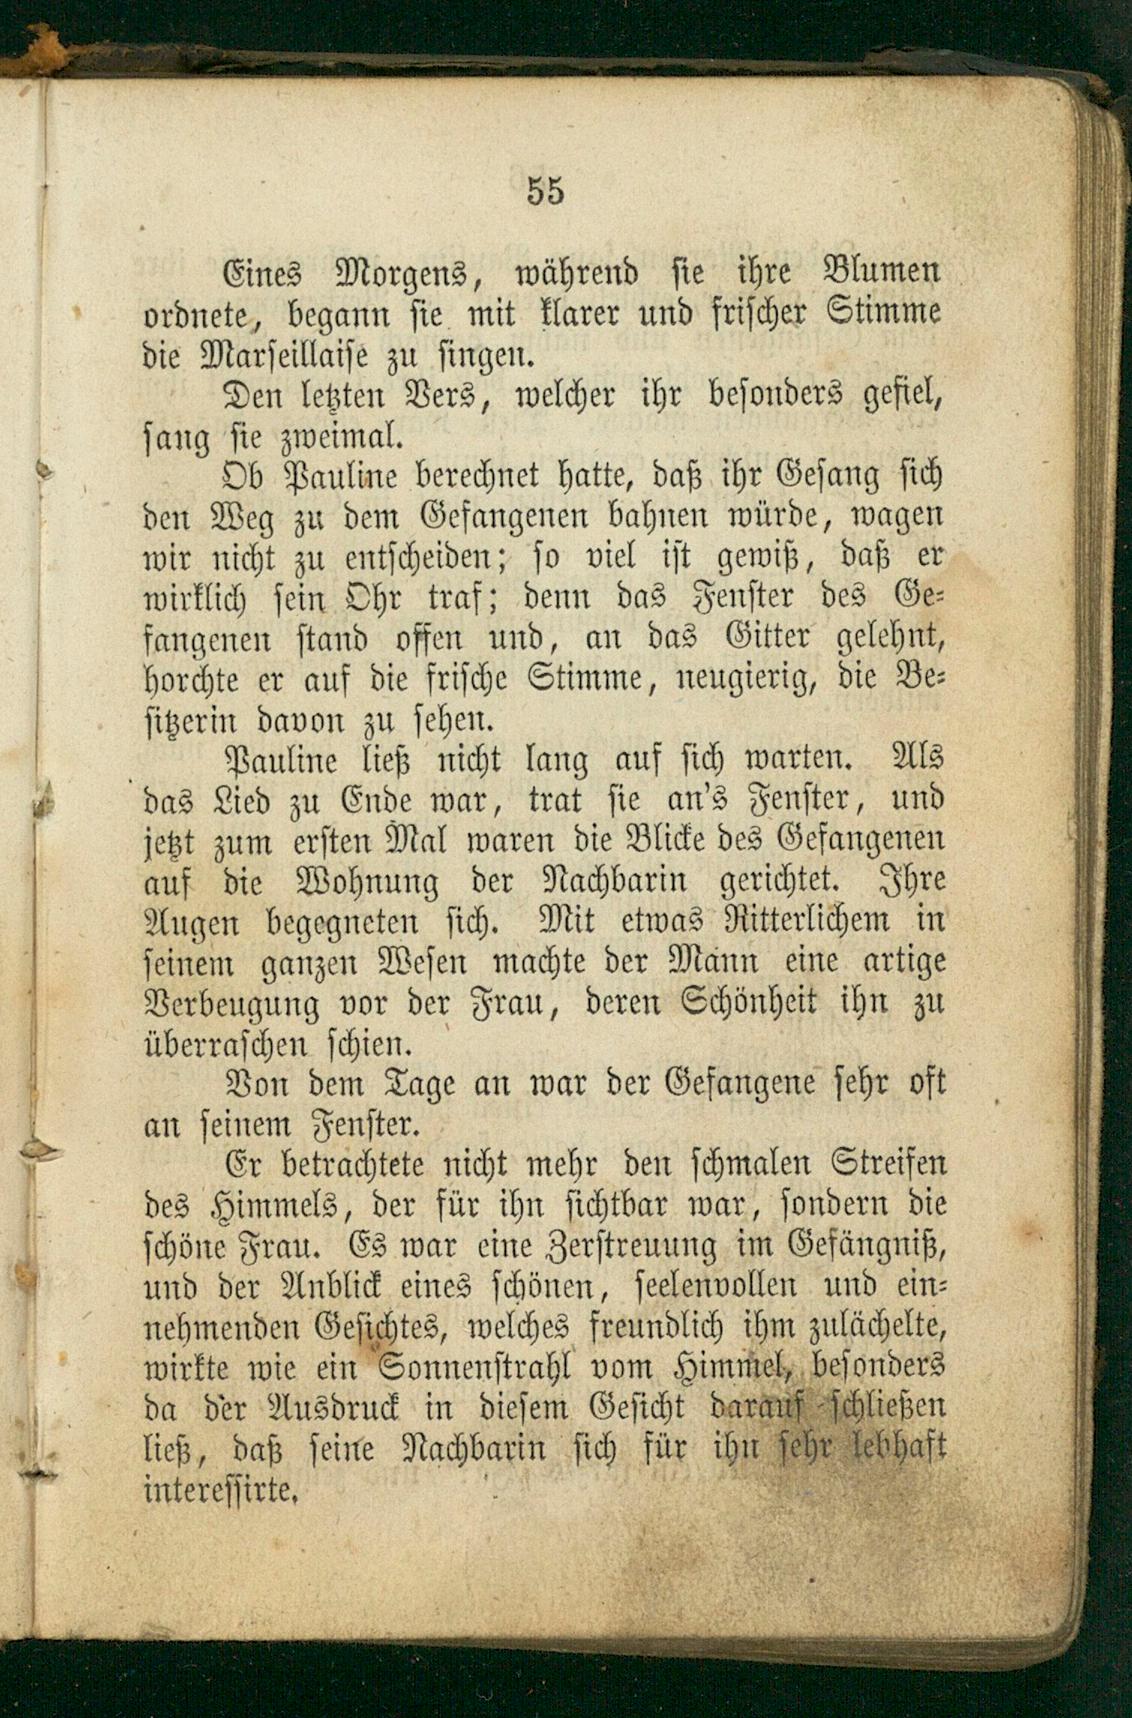 55
Eines Morgens, während sie ihre Blumen
ordnete, begann sie mit klarer und frischer Stimme
die Marseillaise zu singen.
Den letzten Vers, welcher ihr besonders gefiel,
sang sie zweimal.
Ob Pauline berechnet hatte, daß ihr Gesang sich
den Weg zu dem Gefangenen bahnen würde, wagen
wir nicht zu entscheiden; so viel ist gewiß, daß er
wirklich sein Ohr traf; denn das Fenster des Ge-
fangenen stand offen und, an das Gitter gelehnt,
horchte er auf die frische Stimme, neugierig, die Be-
sitzerin davon zu sehen.
Pauline ließ nicht lang auf sich warten. Als
das Lied zu Ende war, trat sie an's Fenster, und
jetzt zum ersten Mal waren die Blicke des Gefangenen
auf die Wohnung der Nachbarin gerichtet. Ihre
Augen begegneten sich. Mit etwas Ritterlichem in
seinem ganzen Wesen machte der Mann eine artige
Verbeugung vor der Frau, deren Schönheit ihn zu
überraschen schien.
Von dem Tage an war der Gefangene sehr oft
an seinem Fenster.
Er betrachtete nicht mehr den schmalen Streifen
des Himmels, der für ihn sichtbar war, sondern die
schöne Frau. Es war eine Zerstreuung im Gefängniß,
und der Anblick eines schönen, seelenvollen und ein-
nehmenden Gesichtes, welches freundlich ihm zulächelte,
wirkte wie ein Sonnenstrahl vom Himmel, besonders
da der Ausdruck in diesem Gesicht darauf schließen
ließ, daß seine Nachbarin sich für ihn sehr lebhaft
interessirte.